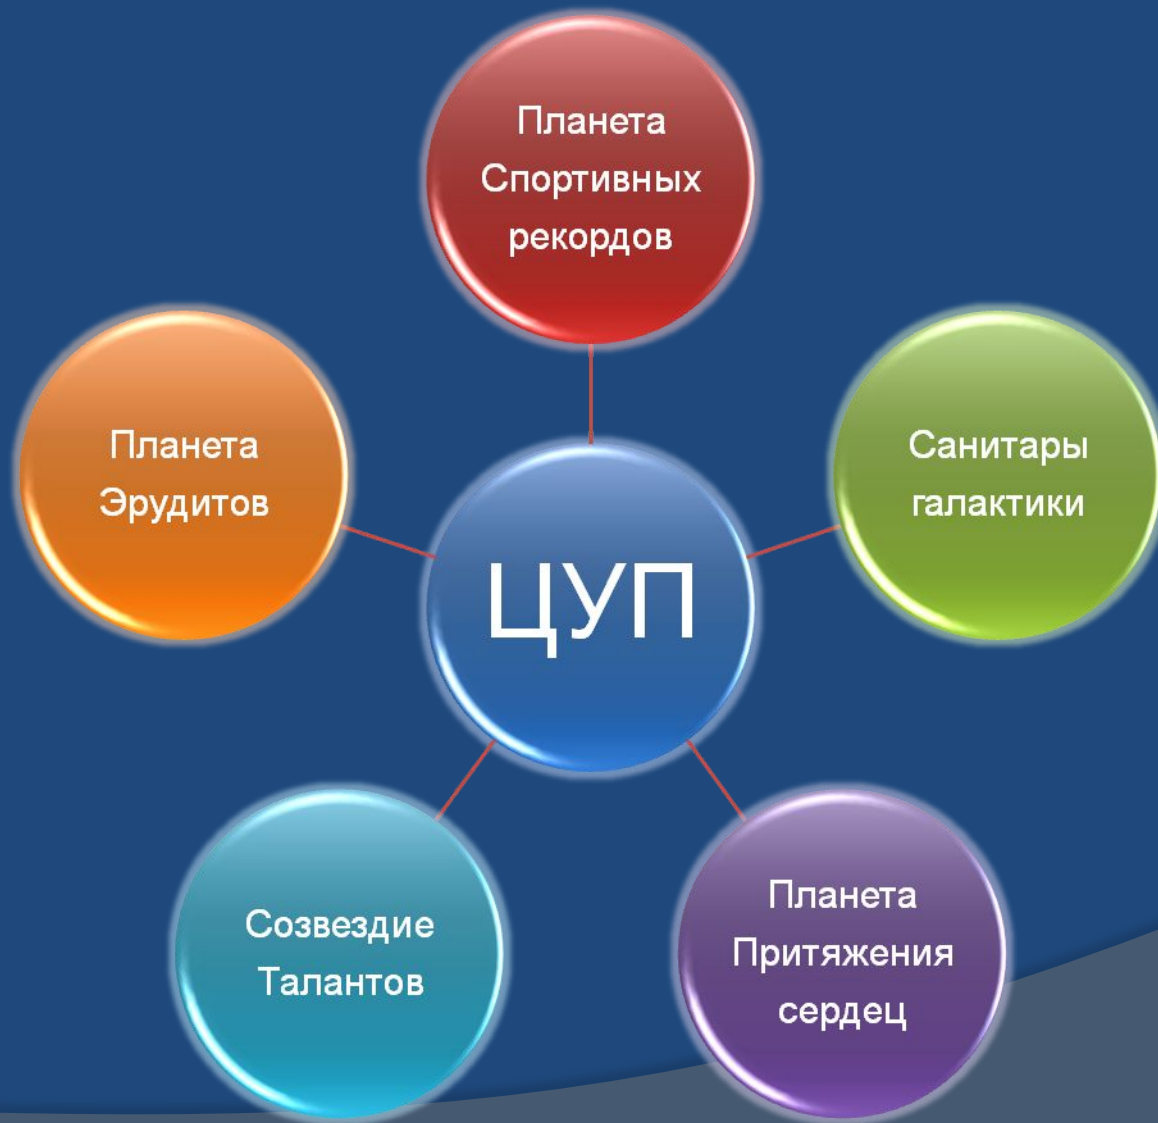 Планета
Спортивных
рекордов
Планета
Эрудитов
Санитары
галактики
ЦУП
Созвездие
Талантов
Планета
Притяжения
сердец